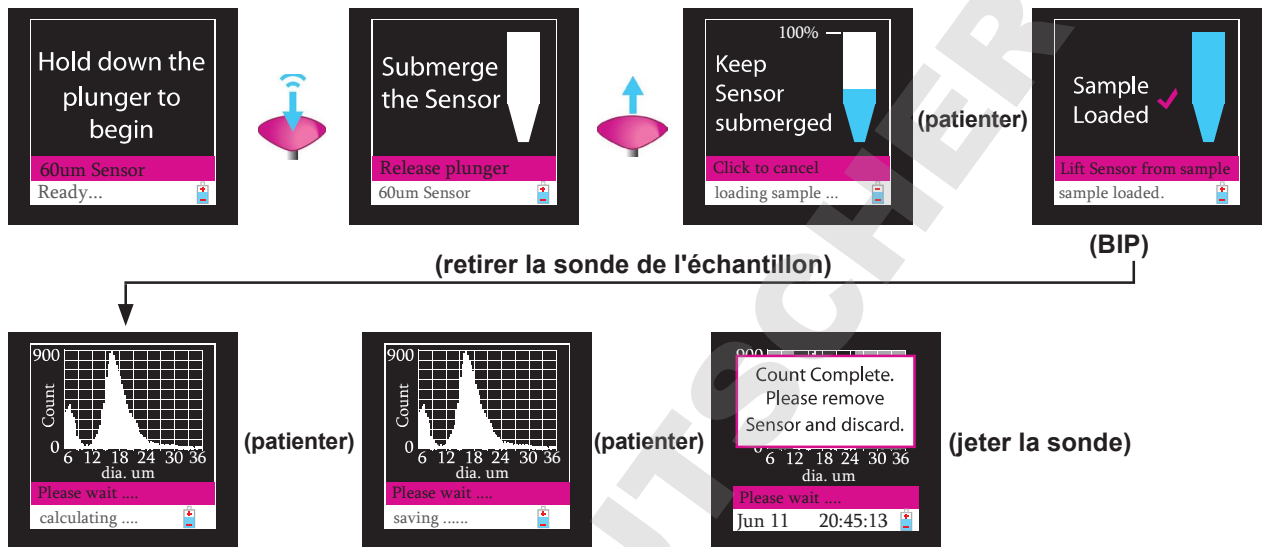 Hold down the
plunger to
begin
60um Sensor
Ready...
Submerge
the Sensor
Release plunger
60um Sensor
100%
Keep
Sensor
submerged
Click to cancel
loading sample ...
(patienter)
Sample
Loaded
Lift Sensor from sample
sample loaded.
(BIP)
(retirer la sonde de l'échantillon)
900
Count
0
6 12 18 24 30 36
dia. um
Please wait ....
calculating ....
(patienter)
900
Count
0
6 12 18 24 30 36
dia. um
Please wait ....
saving ......
(patienter)
900
Count Complete.
Please remove
Sensor and discard.
0
6 12 18 24 30 36
dia. um
Please wait ....
Jun 11 20:45:13
(jeter la sonde)
UTSCHER